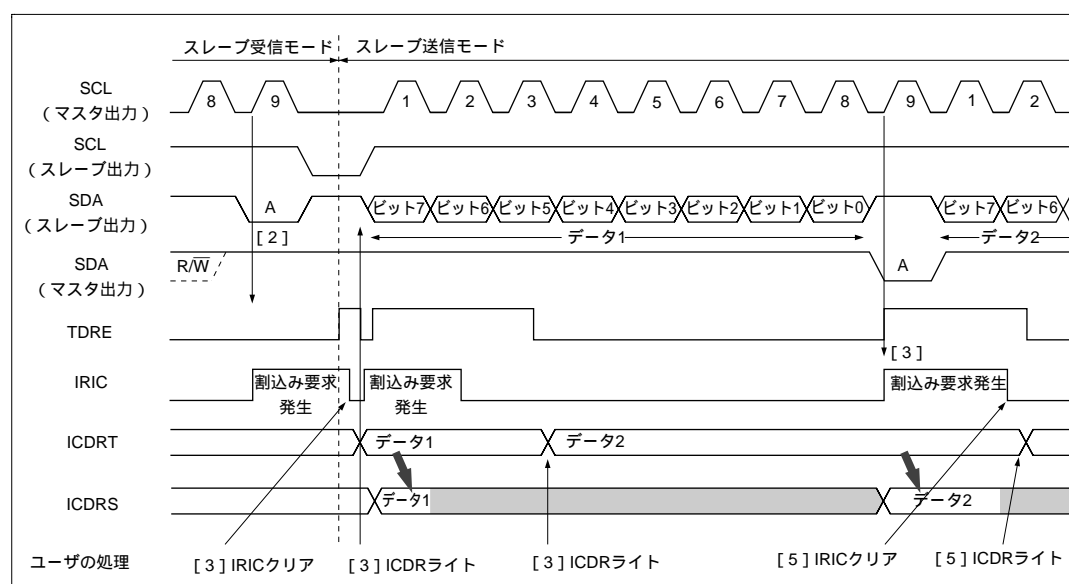 スレーブ受信モード スレーブ送信モード
SCL
（マスタ出力）
8 9 1 2 3 4 5 6 7 8 9 1 2
SCL
（スレーブ出力）
SDA
（スレーブ出力）
A ビット7 ビット6 ビット5 ビット4 ビット3 ビット2 ビット1 ビット0 ビット7 ビット6
[2] データ1 データ2
SDA
（マスタ出力）
R/W̅ A
TDRE
[3]
IRIC
割込み要求
発生
割込み要求
発生
割込み要求発生
ICDRT
データ1 データ2
ICDRS
データ1 データ2
ユーザの処理 [3]IRICクリア [3]ICDRライト [3]ICDRライト [5]IRICクリア [5]ICDRライト